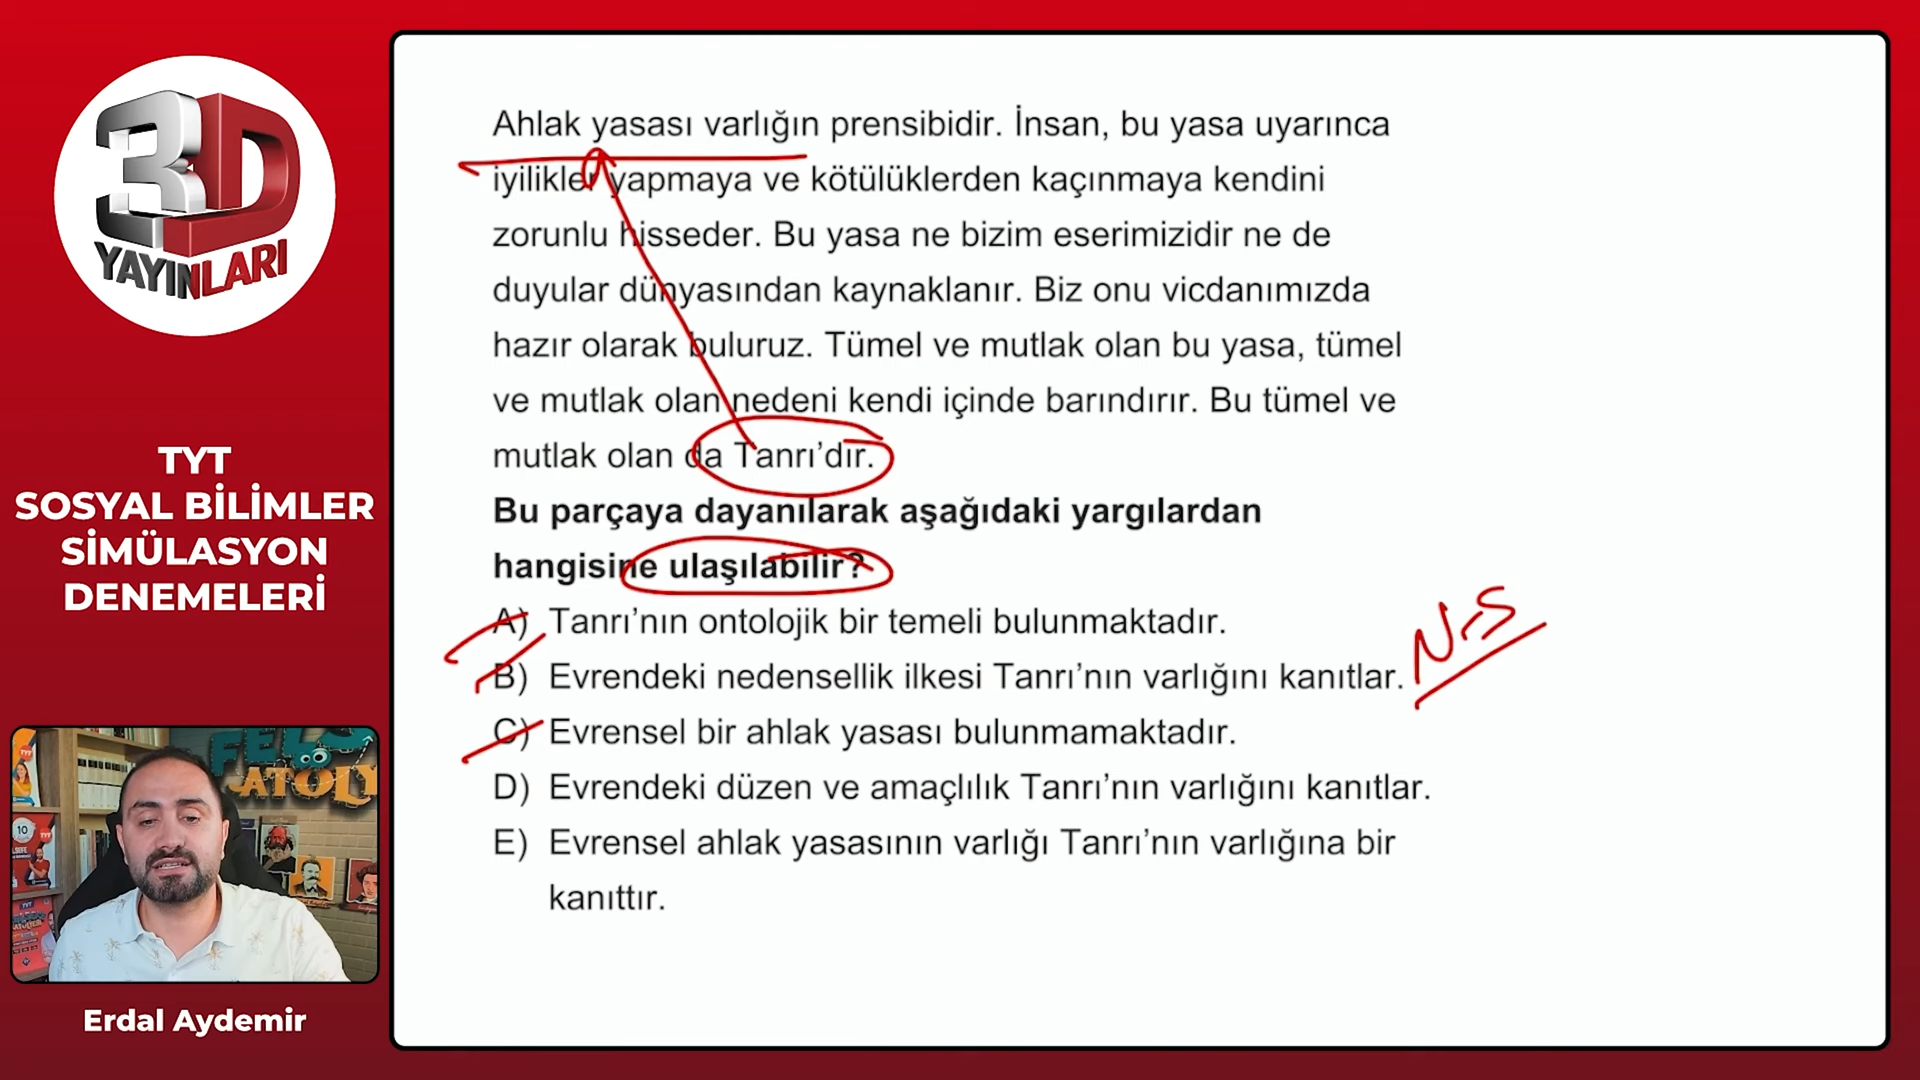 3D
YAYINLARI
TYT
SOSYAL BİLİMLER
SİMÜLASYON
DENEMELERİ
Erdal Aydemir
Ahlak yasası varlığın prensibidir. İnsan, bu yasa uyarınca
iyilikler yapmaya ve kötülüklerden kaçınmaya kendini
zorunlu hisseder. Bu yasa ne bizim eserimizidir ne de
duyular dünyasından kaynaklanır. Biz onu vicdanımızda
hazır olarak buluruz. Tümel ve mutlak olan bu yasa, tümel
ve mutlak olan nedeni kendi içinde barındırır. Bu tümel ve
mutlak olan da Tanrı’dır.
Bu parçaya dayanılarak aşağıdaki yargılardan
hangisine ulaşılabilir?
A) Tanrı’nın ontolojik bir temeli bulunmaktadır.
B) Evrendeki nedensellik ilkesi Tanrı’nın varlığını kanıtlar.
N-S
C) Evrensel bir ahlak yasası bulunmamaktadır.
D) Evrendeki düzen ve amaçlılık Tanrı’nın varlığını kanıtlar.
E) Evrensel ahlak yasasının varlığı Tanrı’nın varlığına bir
kanıttır.